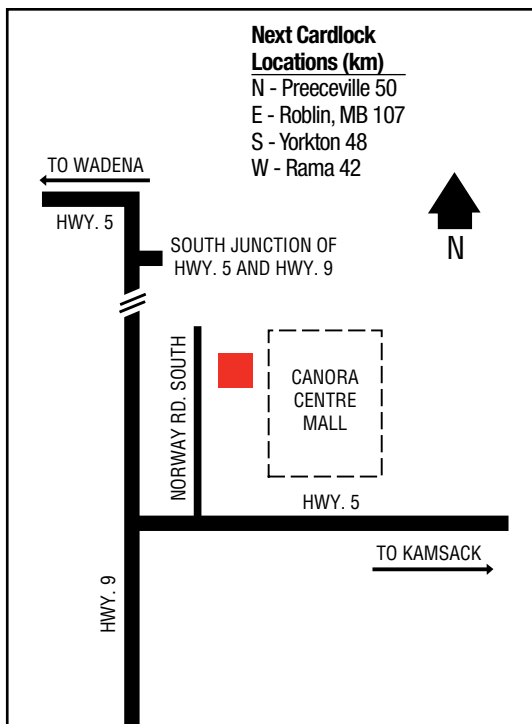 Next Cardlock
Locations (km)
N - Preeceville 50
E - Roblin, MB 107
S - Yorkton 48
W - Rama 42
TO WADENA
HWY. 5
N
SOUTH JUNCTION OF
HWY. 5 AND HWY. 9
NORWAY RD. SOUTH
CANORA
CENTRE
MALL
HWY. 5
TO KAMSACK
HWY. 9